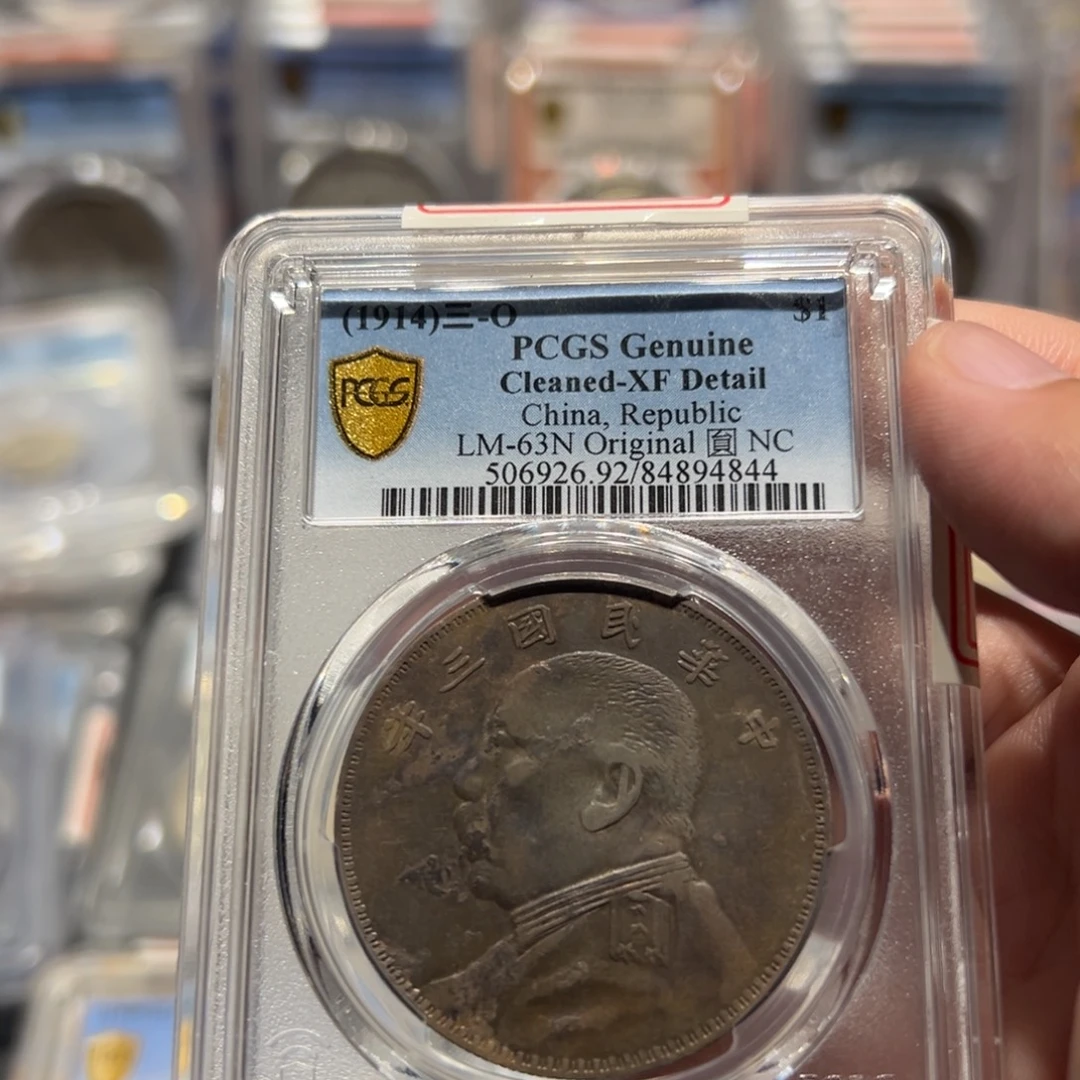 (1914)三-O $1
PCGS Genuine
PCGS
Cleaned-XF Detail
China, Republic
LM-63N Original 圓 NC
506926.92/84894844
中華民國三年